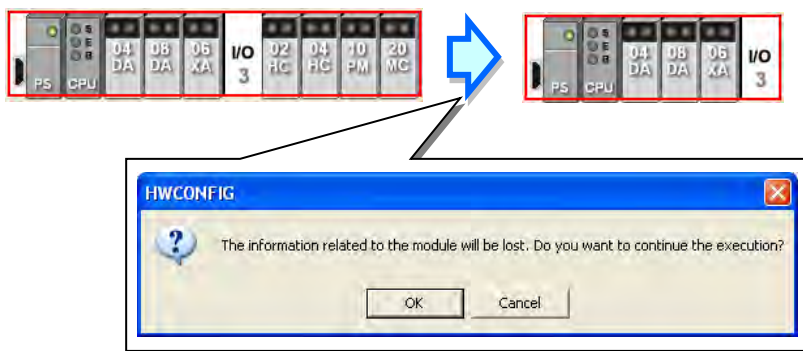 PS CPU S E B 04 DA 08 DA 06 XA I/O 3 02 HC 04 HC 10 PM 20 MC
PS CPU S E B 04 DA 08 DA 06 XA I/O 3
HWCONFIG
The information related to the module will be lost. Do you want to continue the execution?
OK Cancel